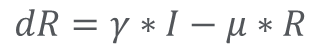 dR = γ * I − μ * R